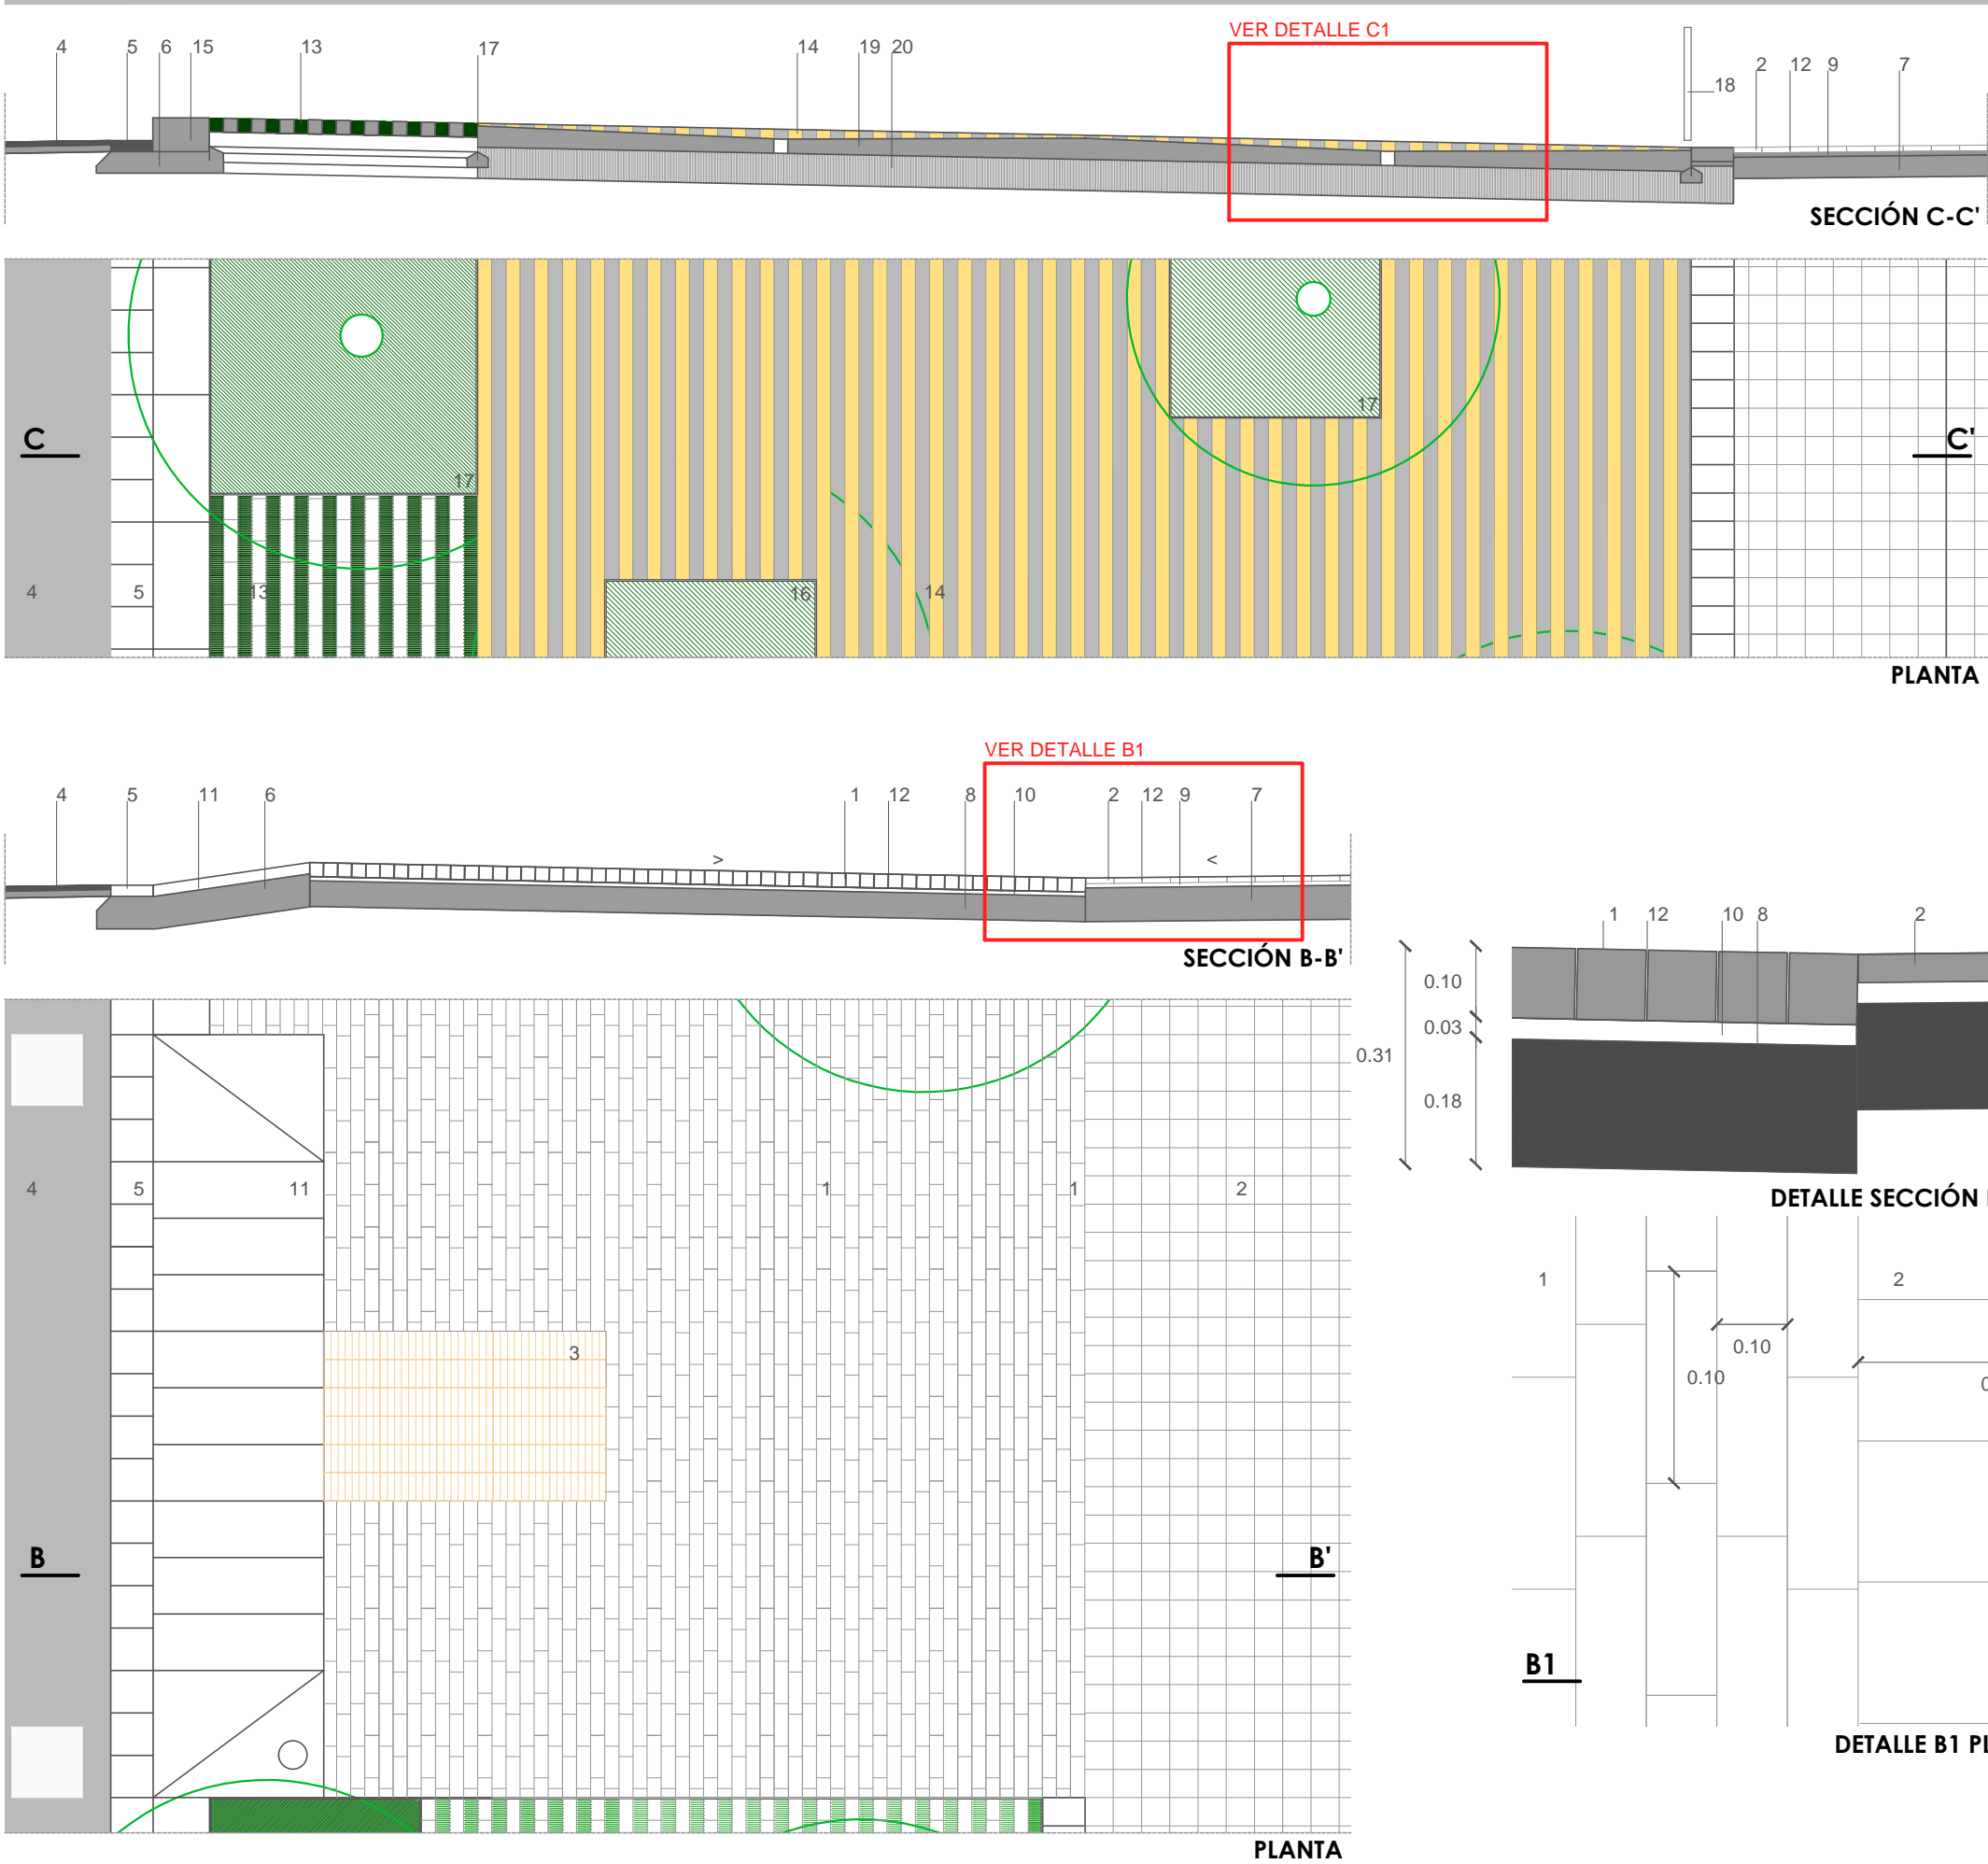 VER DETALLE C1
4 5 6 15 13 17 14 19 20 18 2 12 9 7
SECCIÓN C-C'
C C'
17
17
4 5 13 16 14
PLANTA
VER DETALLE B1
4 5 11 6 1 12 8 10 2 12 9 7
> <
SECCIÓN B-B'
1 12 10 8 2
0.10
0.03
0.31
0.18
DETALLE SECCIÓN
4 5 11 1 1 2
1 2
3
0.10
0.10
B B'
B1
DETALLE B1
PLANTA